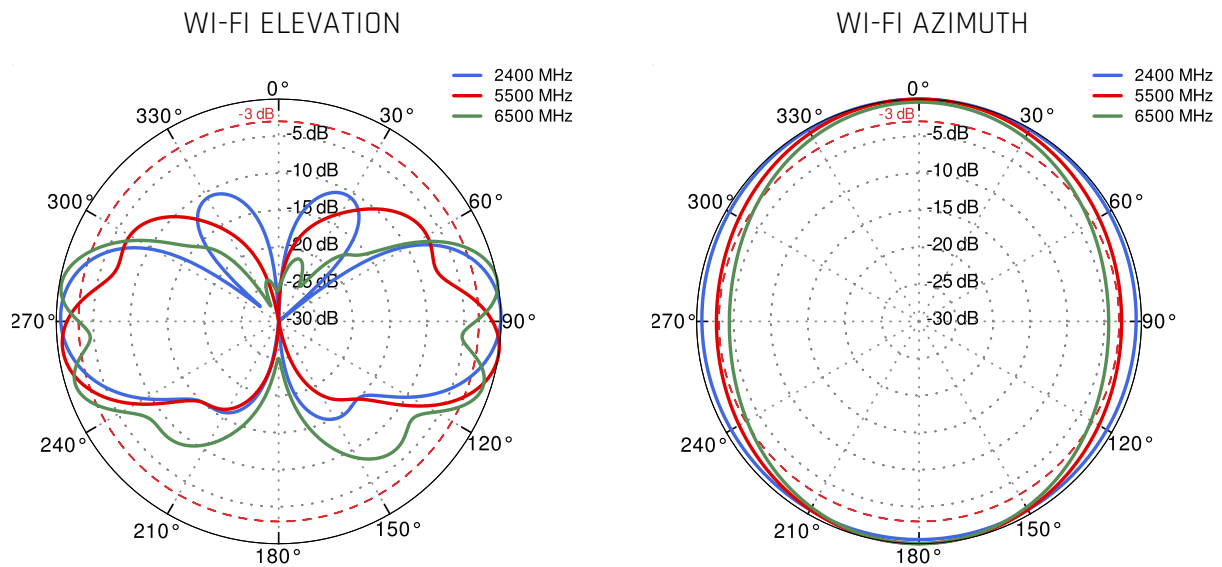 WI-FI ELEVATION
2400 MHz
5500 MHz
6500 MHz
0°
30°
60°
90°
120°
150°
180°
210°
240°
270°
300°
330°
-3 dB
-5 dB
-10 dB
-15 dB
-20 dB
-25 dB
-30 dB
WI-FI AZIMUTH
2400 MHz
5500 MHz
6500 MHz
0°
30°
60°
90°
120°
150°
180°
210°
240°
270°
300°
330°
-3 dB
-5 dB
-10 dB
-15 dB
-20 dB
-25 dB
-30 dB